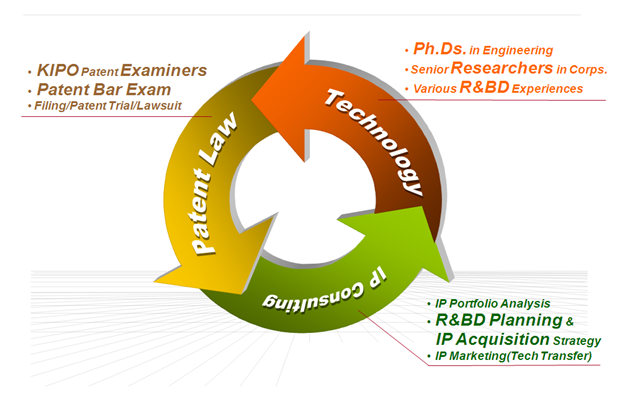 • KIPO Patent Examiners
• Patent Bar Exam
• Filing/Patent Trial/Lawsuit
• Ph.Ds. in Engineering
• Senior Researchers in Corps.
• Various R&BD Experiences
Patent Law
Technology
IP Consulting
• IP Portfolio Analysis
• R&BD Planning &
IP Acquisition Strategy
• IP Marketing(Tech Transfer)